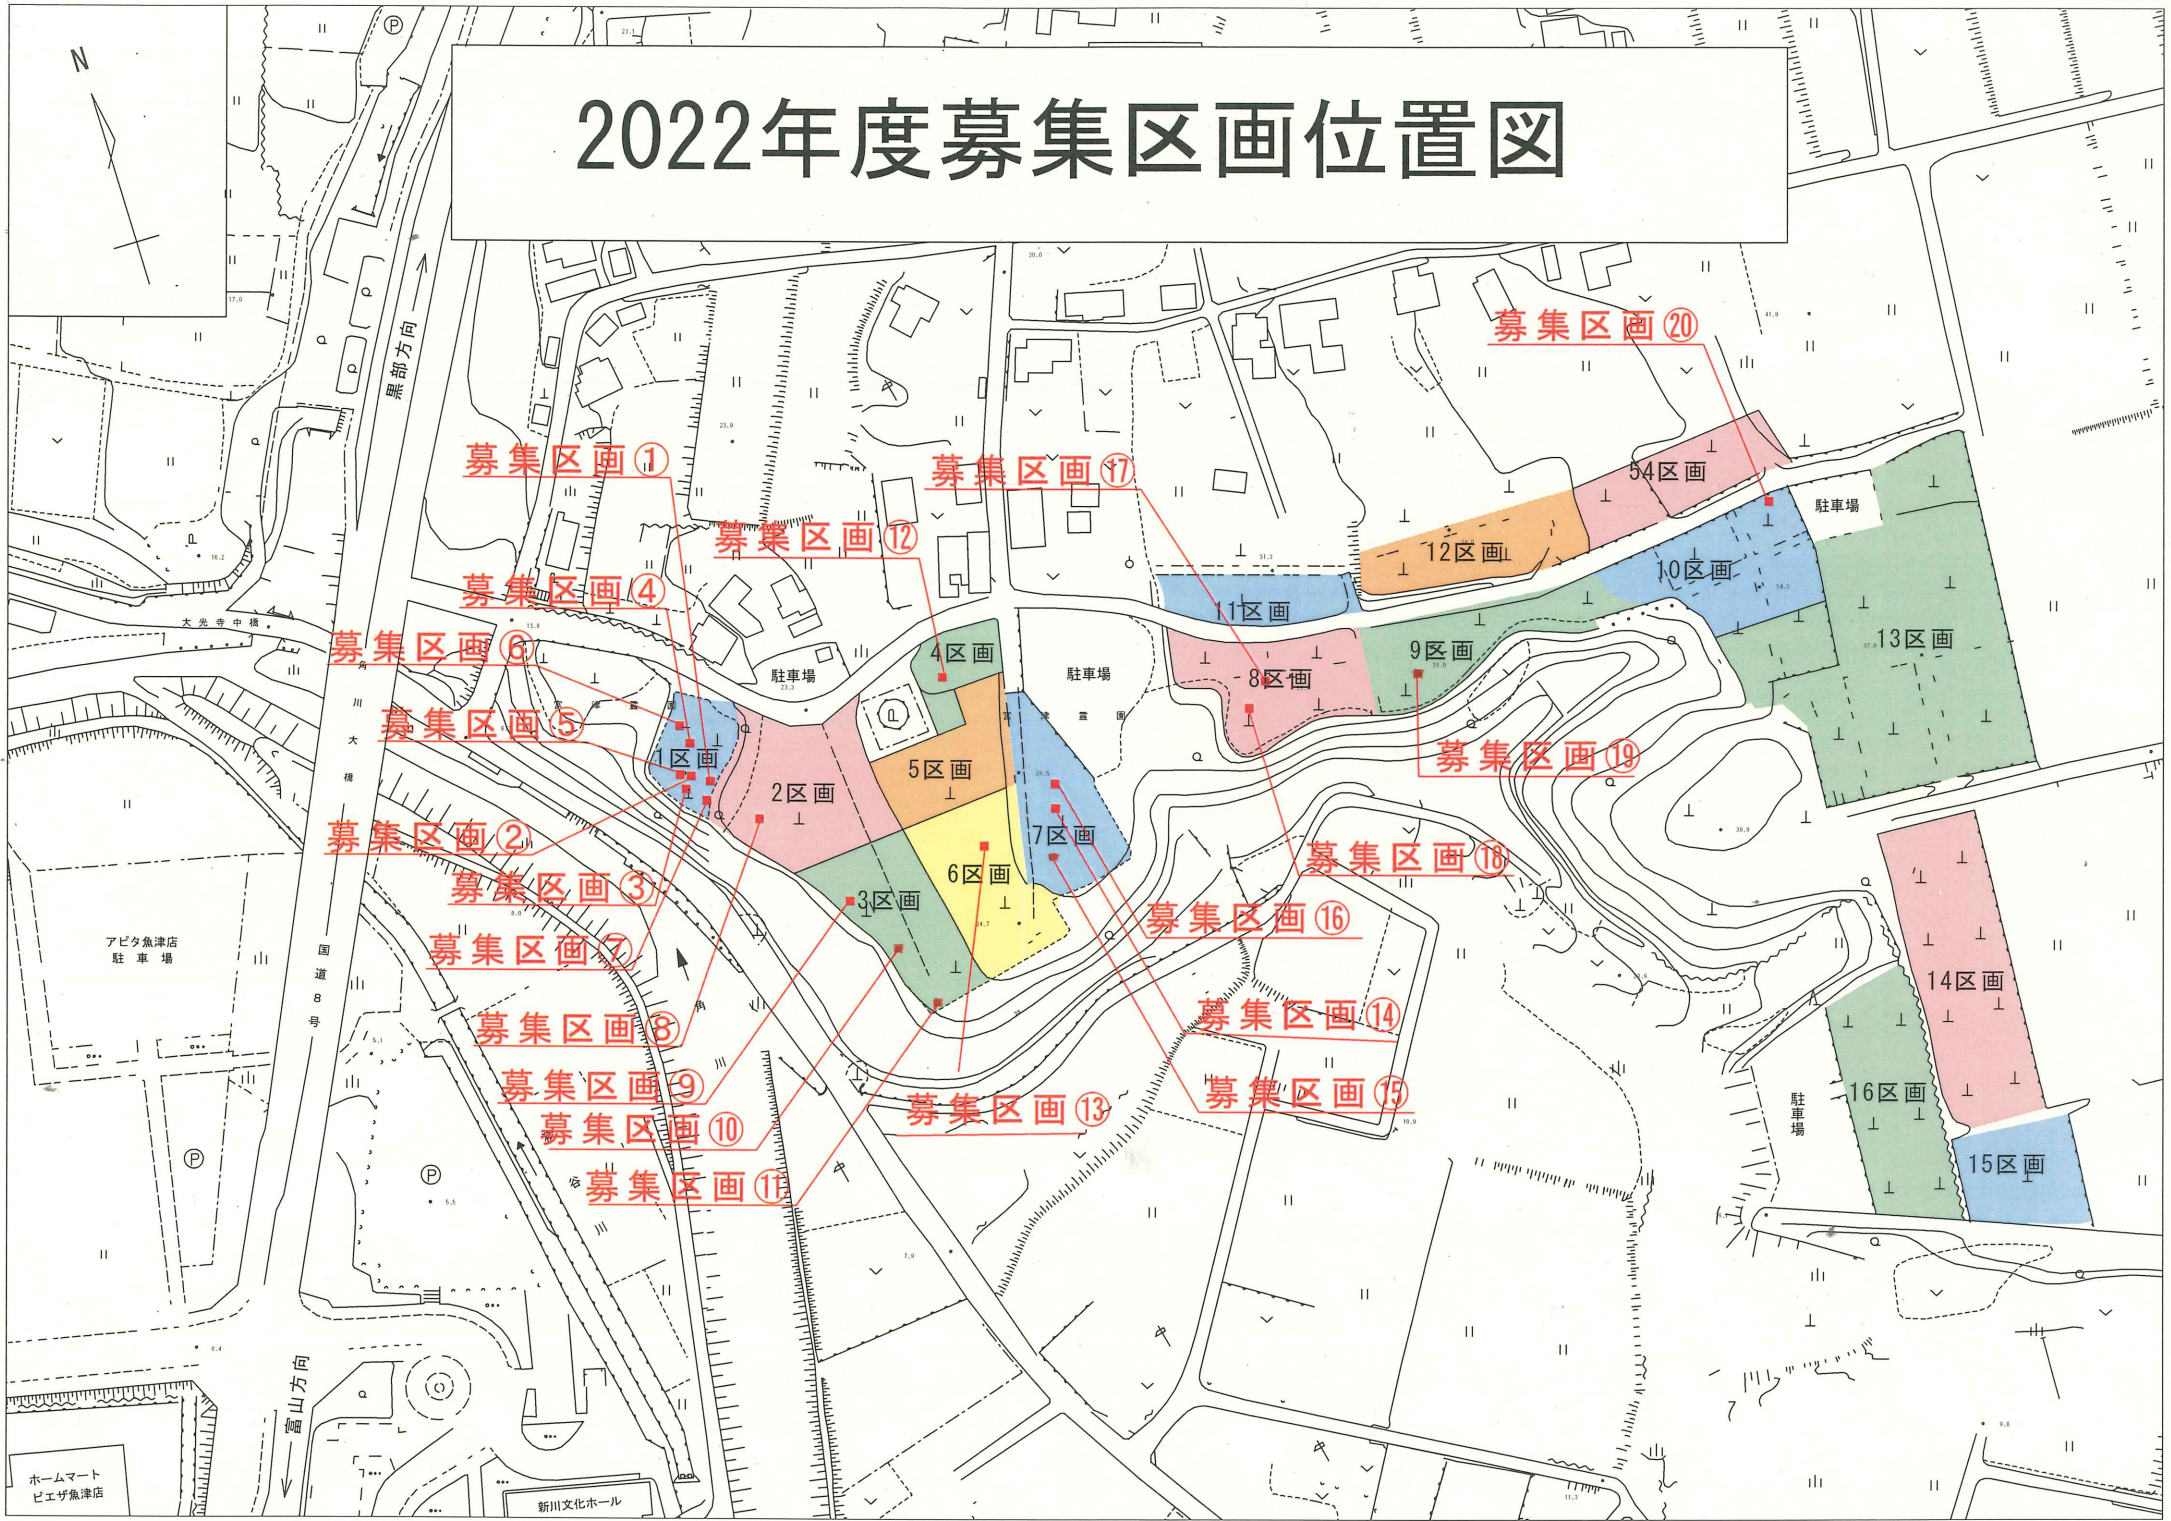 N
2022年度募集区画位置図
黒部方向
募集区画⑳
募集区画①
募集区画⑰
54区画
募集区画⑫
駐車場
12区画
募集区画④
10区画
11区画
大光寺中橋
募集区画⑥
4区画
9区画
13区画
駐車場
駐車場
8区画
宮津霊園
宮津霊園
募集区画⑤
角川大橋
1区画
募集区画⑲
5区画
2区画
募集区画②
7区画
募集区画⑱
6区画
募集区画③
3区画
募集区画⑯
アピタ魚津店
駐車場
募集区画⑦
国道8号
14区画
角川
募集区画⑭
募集区画⑧
募集区画⑨
募集区画⑮
16区画
募集区画⑬
駐車場
募集区画⑩
15区画
募集区画⑪
富山方向
ホームマート
ピエザ魚津店
新川文化ホール